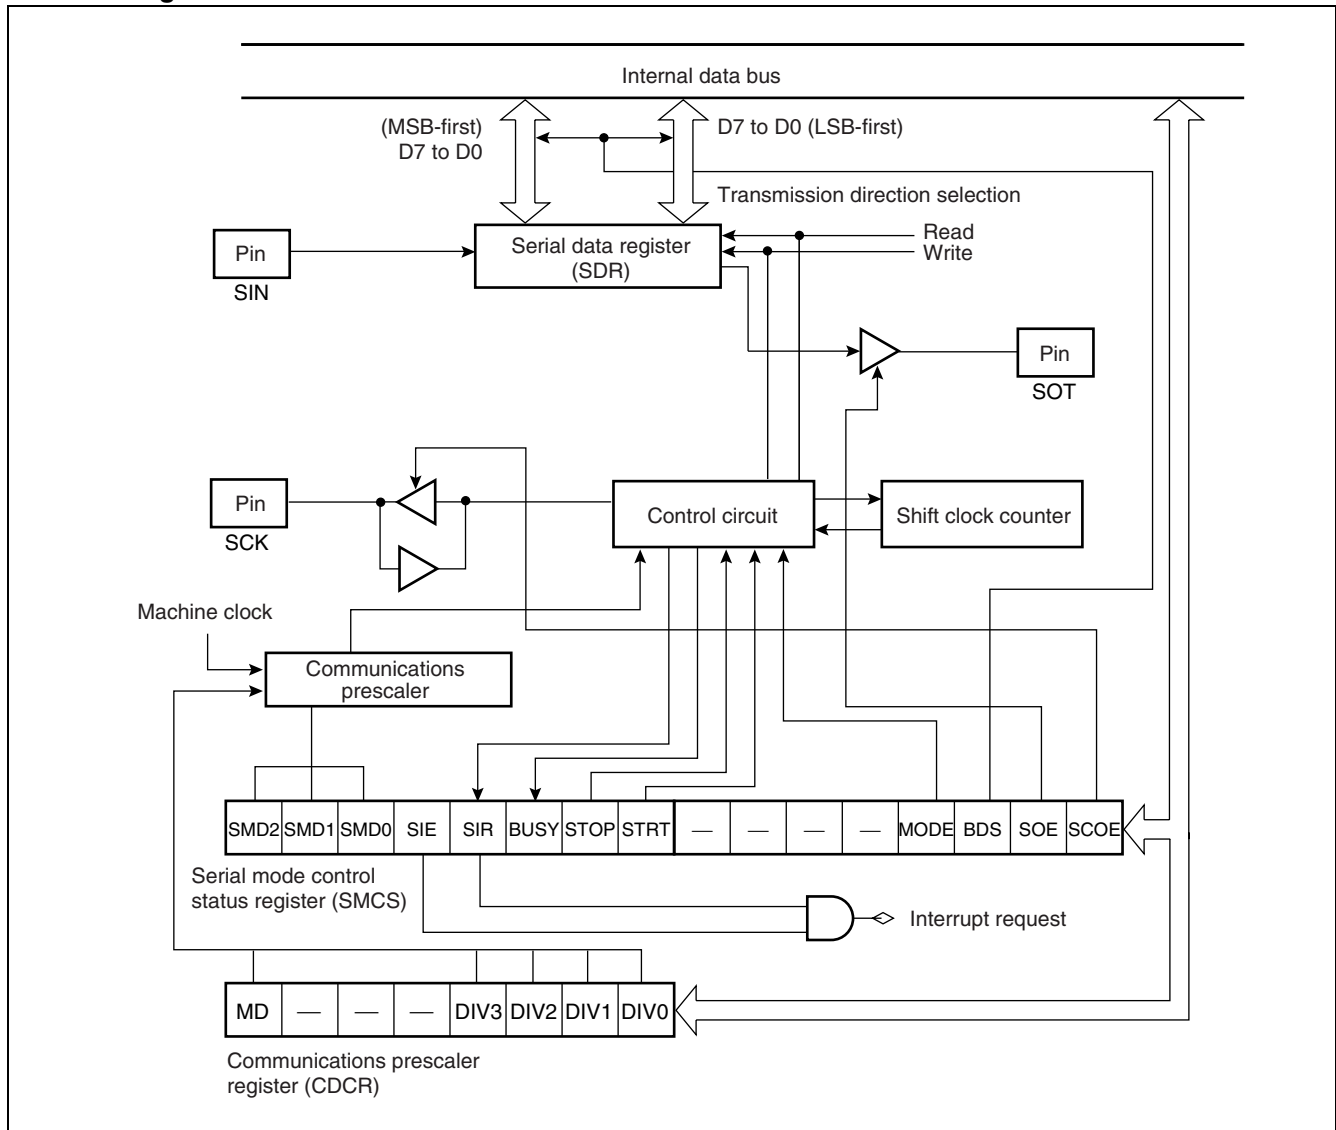 Internal data bus
(MSB-first)
D7 to D0
D7 to D0 (LSB-first)
Transmission direction selection
Pin
SIN
Serial data register
(SDR)
Read
Write
Pin
SOT
Pin
SCK
Control circuit
Shift clock counter
Machine clock
Communications
prescaler
SMD2 SMD1 SMD0 SIE SIR BUSY STOP STRT — — — — MODE BDS SOE SCOE
Serial mode control
status register (SMCS)
Interrupt request
MD — — — DIV3 DIV2 DIV1 DIV0
Communications prescaler
register (CDCR)